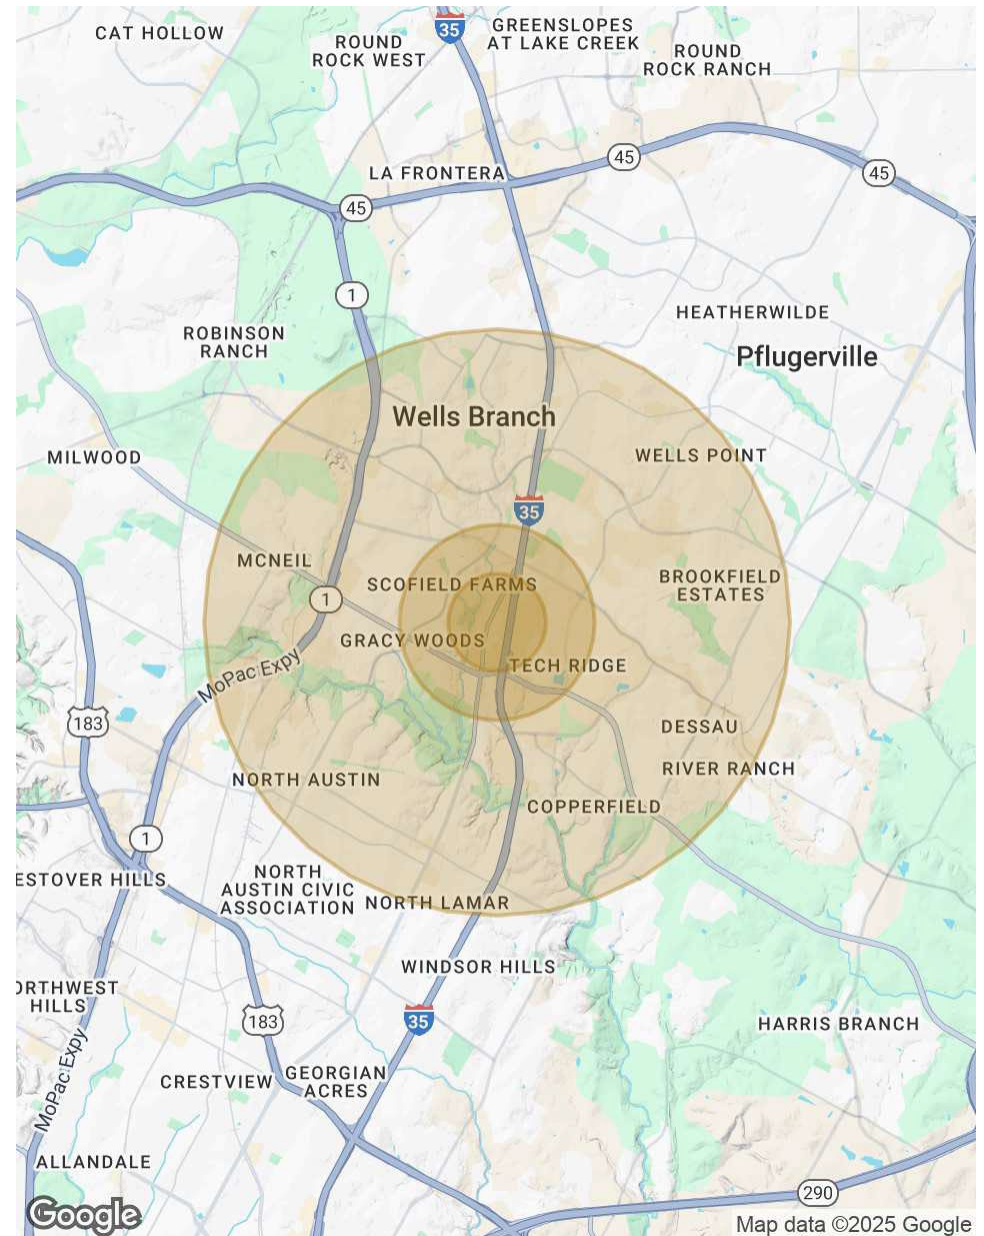 CAT HOLLOW
35
GREENSLOPES
AT LAKE CREEK
ROUND
ROCK WEST
ROUND
ROCK RANCH
45
LA FRONTERA
45
45
1
HEATHERWILDE
ROBINSON
RANCH
Pflugerville
Wells Branch
MILWOOD
WELLS POINT
35
MCNEIL
SCOFIELD FARMS
BROOKFIELD
ESTATES
1
GRACY WOODS
TECH RIDGE
MoPac Expy
183
DESSAU
RIVER RANCH
NORTH AUSTIN
COPPERFIELD
1
ESTOVER HILLS
NORTH
AUSTIN CIVIC
ASSOCIATION
NORTH LAMAR
WINDSOR HILLS
ORTHWEST
HILLS
183
35
HARRIS BRANCH
MoPac Expy
CRESTVIEW
GEORGIAN
ACRES
ALLANDALE
290
Google
Map data ©2025 Google